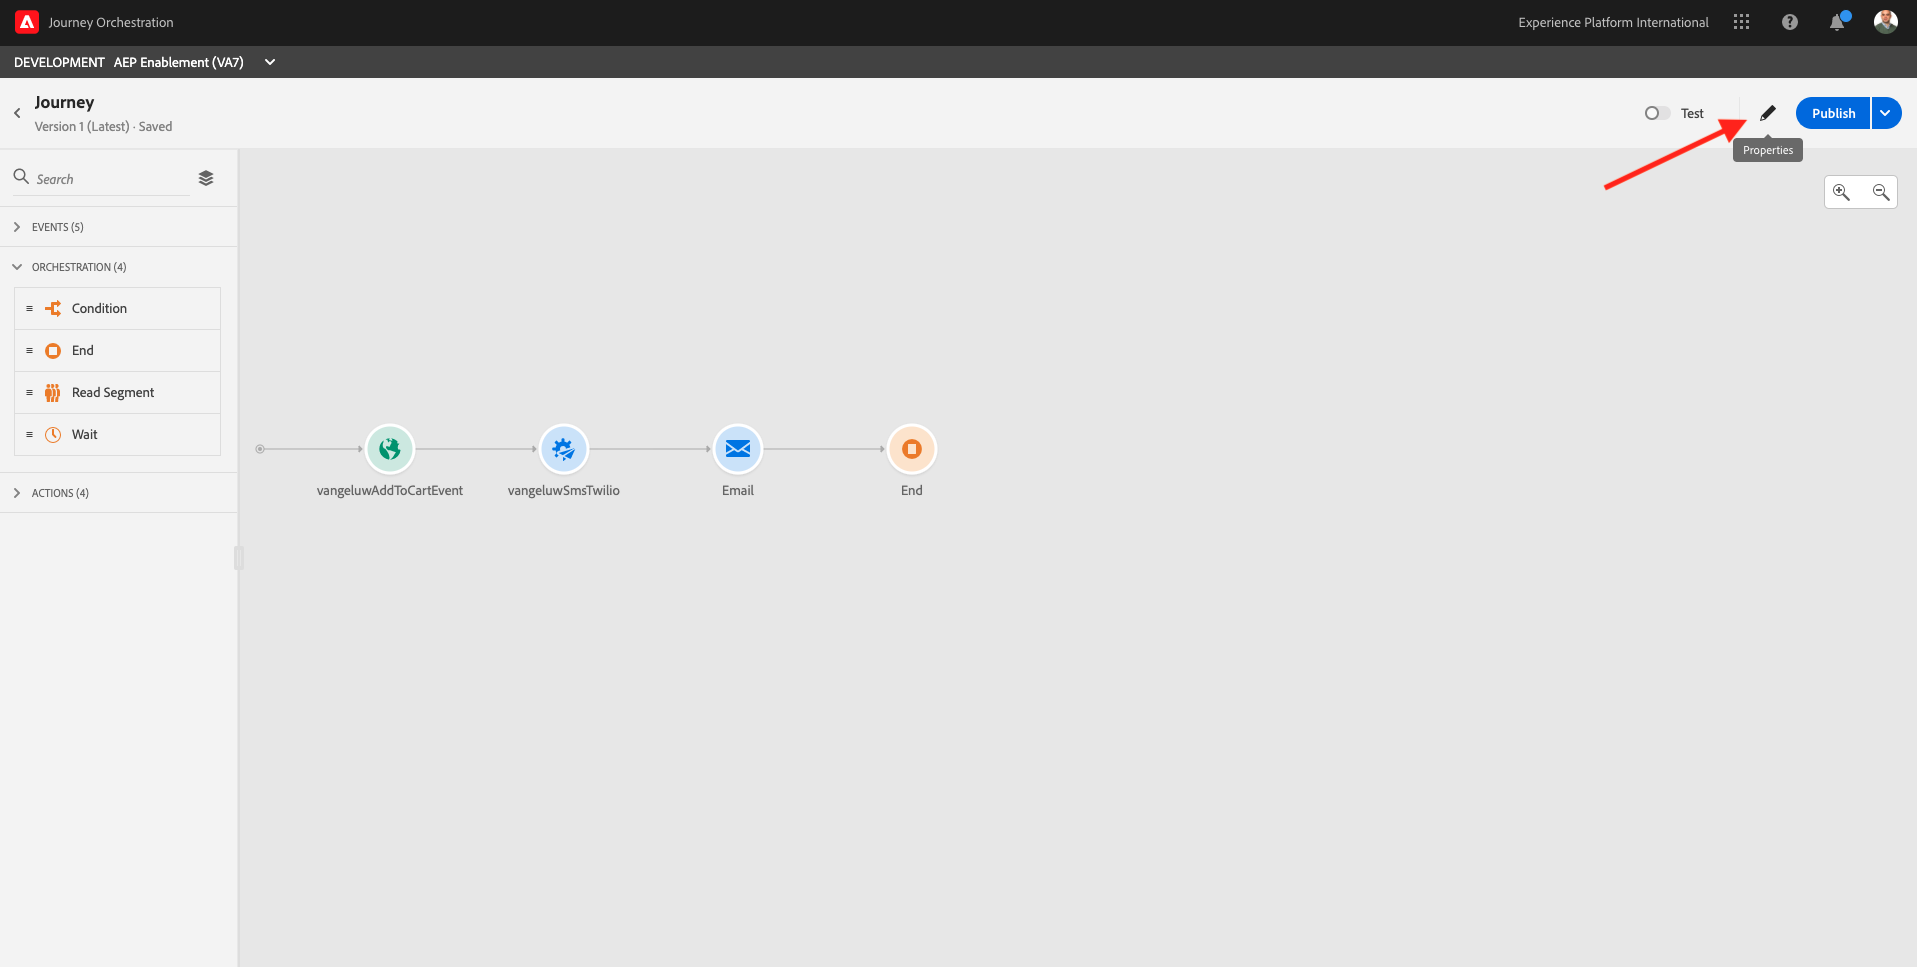 Journey Orchestration
Experience Platform International
DEVELOPMENT AEP Enablement (VA7)
Journey
Version 1 (Latest) · Saved
Test
Publish
Properties
Search
EVENTS (5)
ORCHESTRATION (4)
Condition
End
Read Segment
Wait
ACTIONS (4)
vangeluwAddToCartEvent
vangeluwSmsTwilio
Email
End